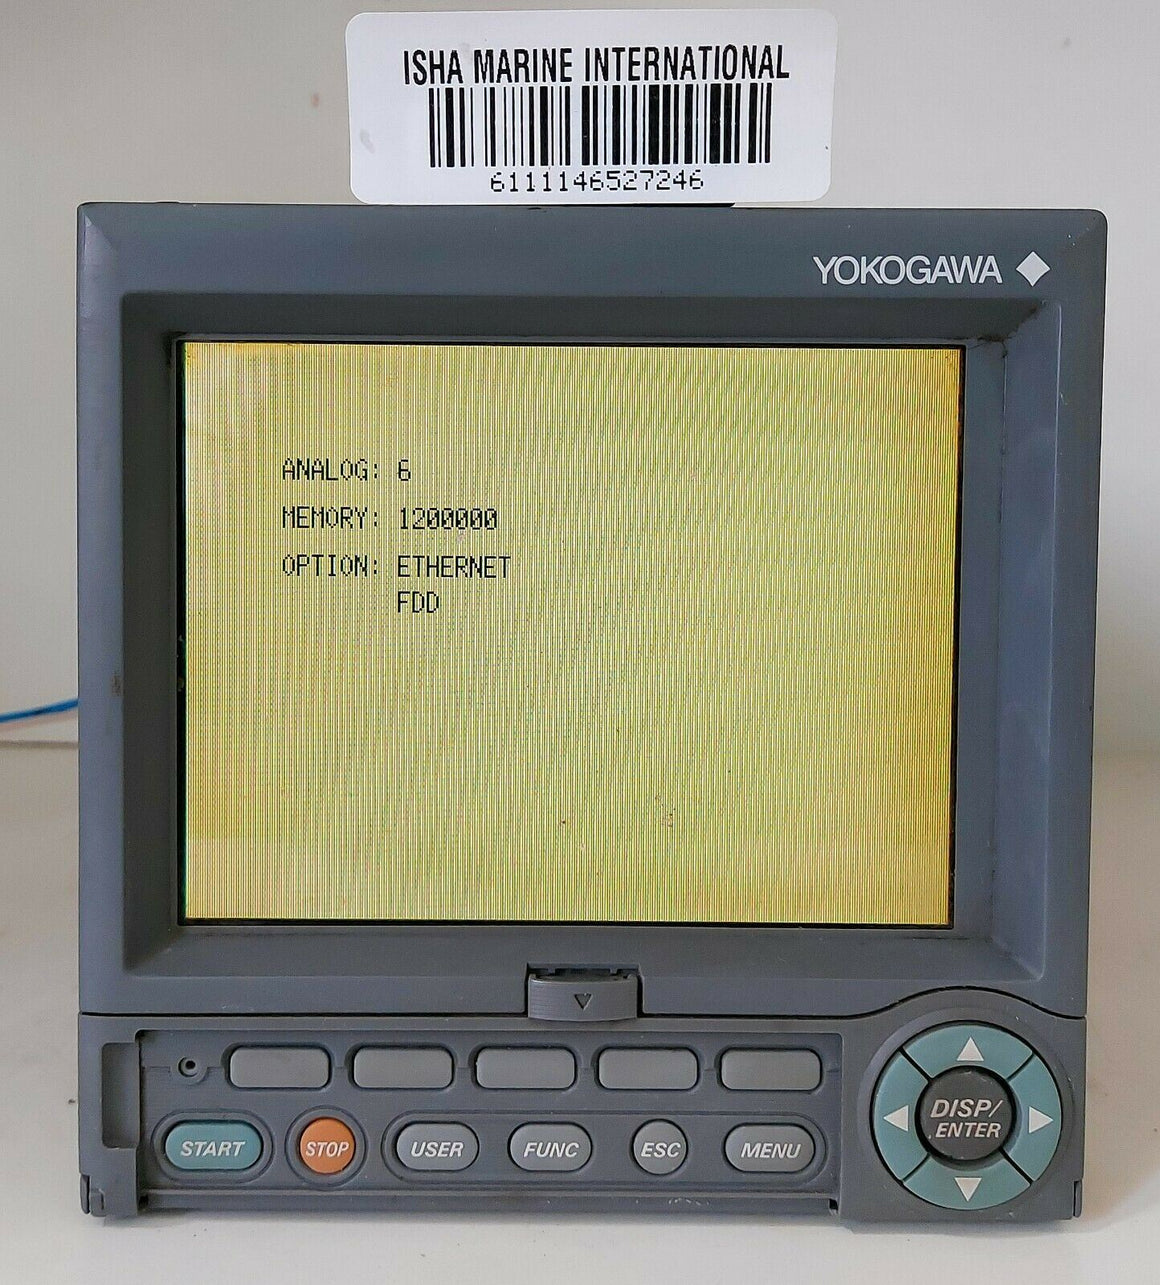 ISHA MARINE INTERNATIONAL
6111146527246
YOKOGAWA
ANALOG: 6
MEMORY: 1200000
OPTION: ETHERNET
FDD
START
STOP
USER
FUNC
ESC
MENU
DISP/
ENTER